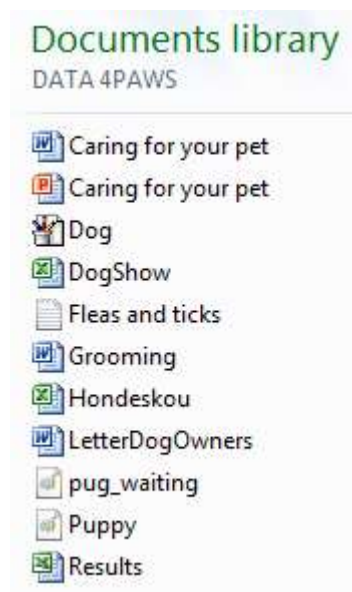 Documents library
DATA 4PAWS
Caring for your pet
Caring for your pet
Dog
DogShow
Fleas and ticks
Grooming
Hondeskou
LetterDogOwners
pug_waiting
Puppy
Results